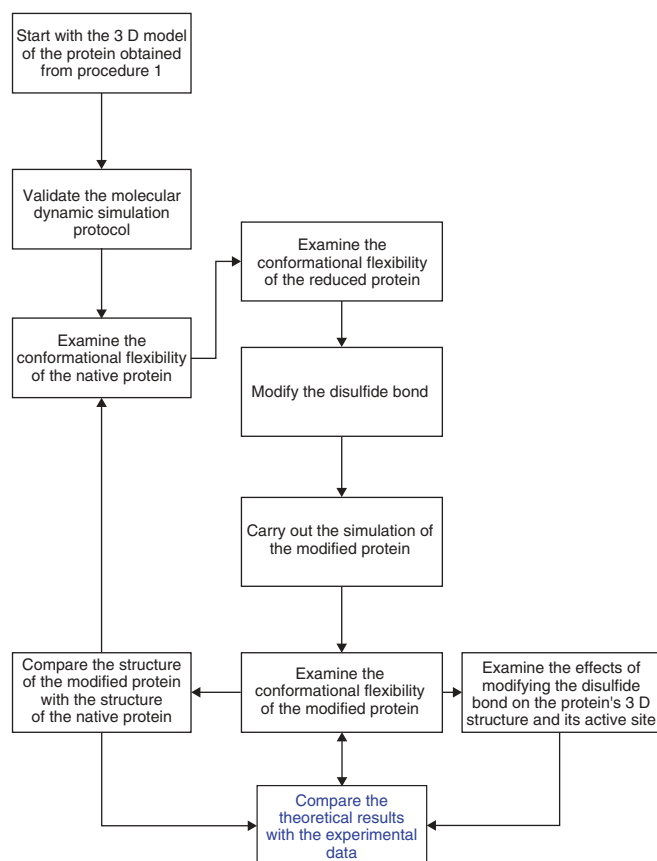 Start with the 3 D model
of the protein obtained
from procedure 1
Validate the molecular
dynamic simulation
protocol
Examine the
conformational flexibility
of the native protein
Examine the
conformational flexibility
of the reduced protein
Modify the disulfide bond
Carry out the simulation of
the modified protein
Compare the structure
of the modified protein
with the structure
of the native protein
Examine the
conformational flexibility
of the modified protein
Examine the effects of
modifying the disulfide
bond on the protein's 3 D
structure and its active site
Compare the
theoretical results
with the experimental
data